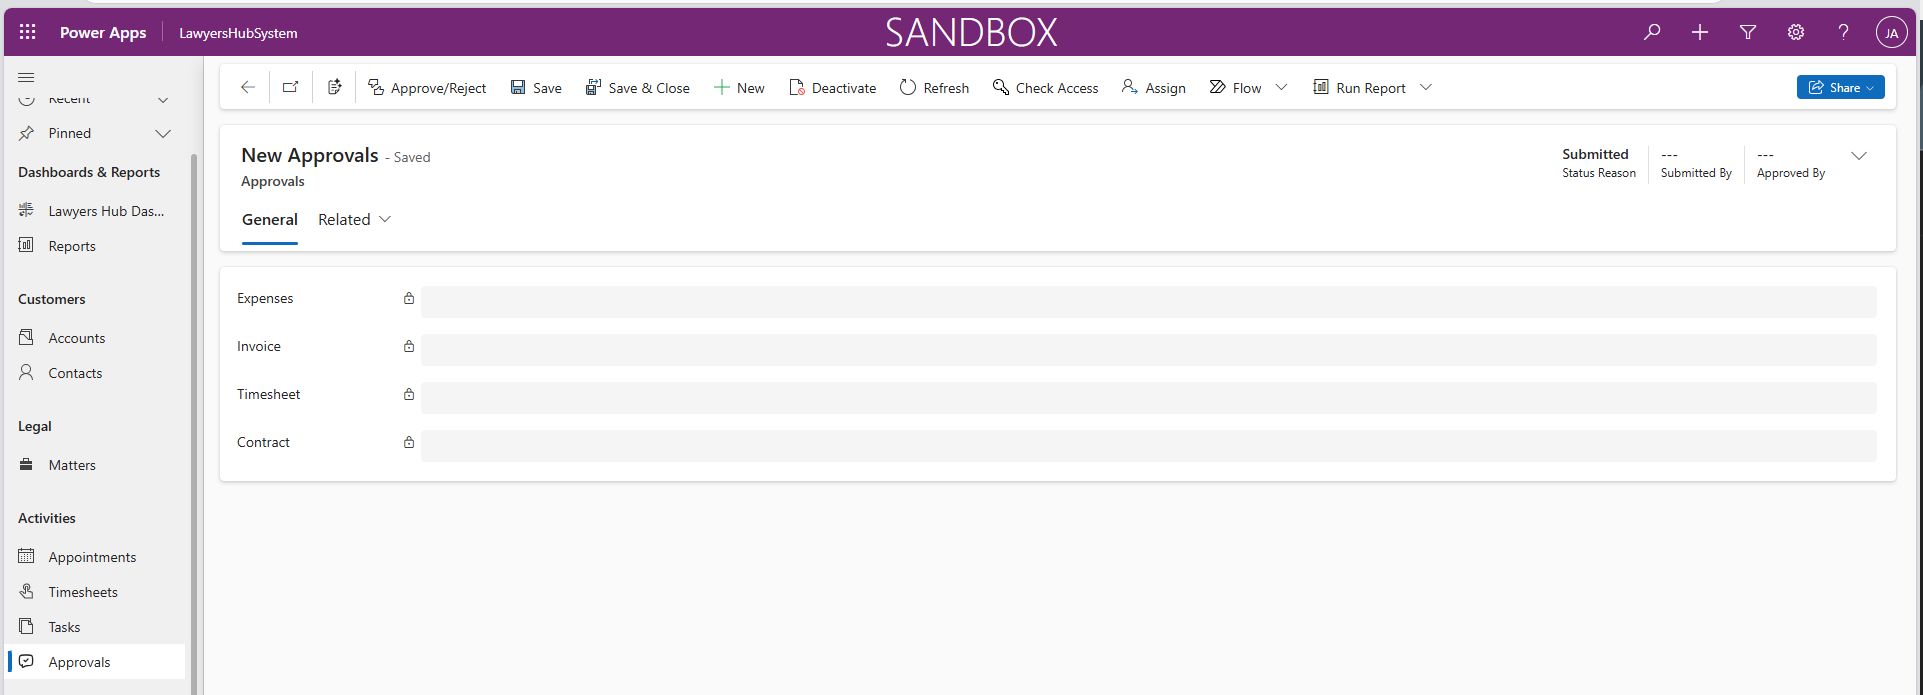 Power Apps LawyersHubSystem SANDBOX JA
Approve/Reject Save Save & Close New Deactivate Refresh Check Access Assign Flow Run Report Share
Recent
Pinned
Dashboards & Reports
Lawyers Hub Das...
Reports
Customers
Accounts
Contacts
Legal
Matters
Activities
Appointments
Timesheets
Tasks
Approvals
New Approvals - Saved
Approvals
Submitted --- ---
Status Reason Submitted By Approved By
General Related
Expenses
Invoice
Timesheet
Contract